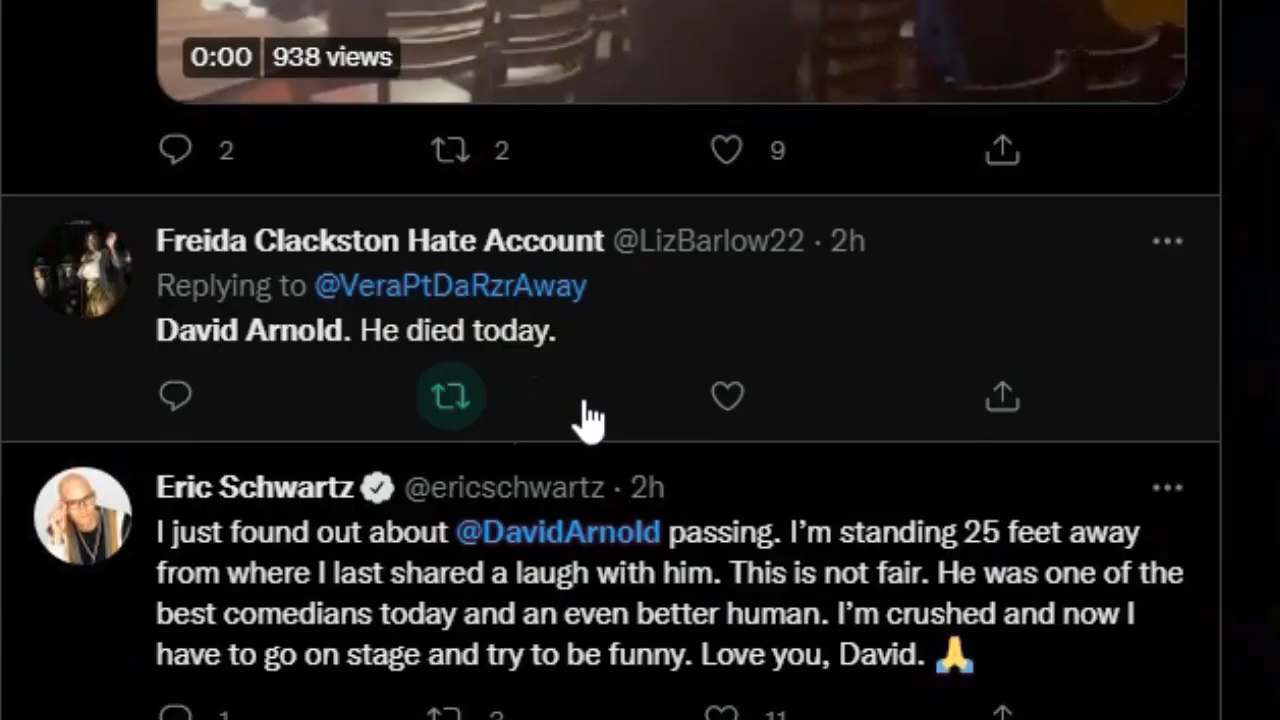 0:00 938 views
2 2 9
Freida Clackston Hate Account @LizBarlow22 · 2h
Replying to @VeraPtDaRzrAway
David Arnold. He died today.
Eric Schwartz @ericschwartz · 2h
I just found out about @DavidArnold passing. I’m standing 25 feet away
from where I last shared a laugh with him. This is not fair. He was one of the
best comedians today and an even better human. I’m crushed and now I
have to go on stage and try to be funny. Love you, David. 🙏
1 11